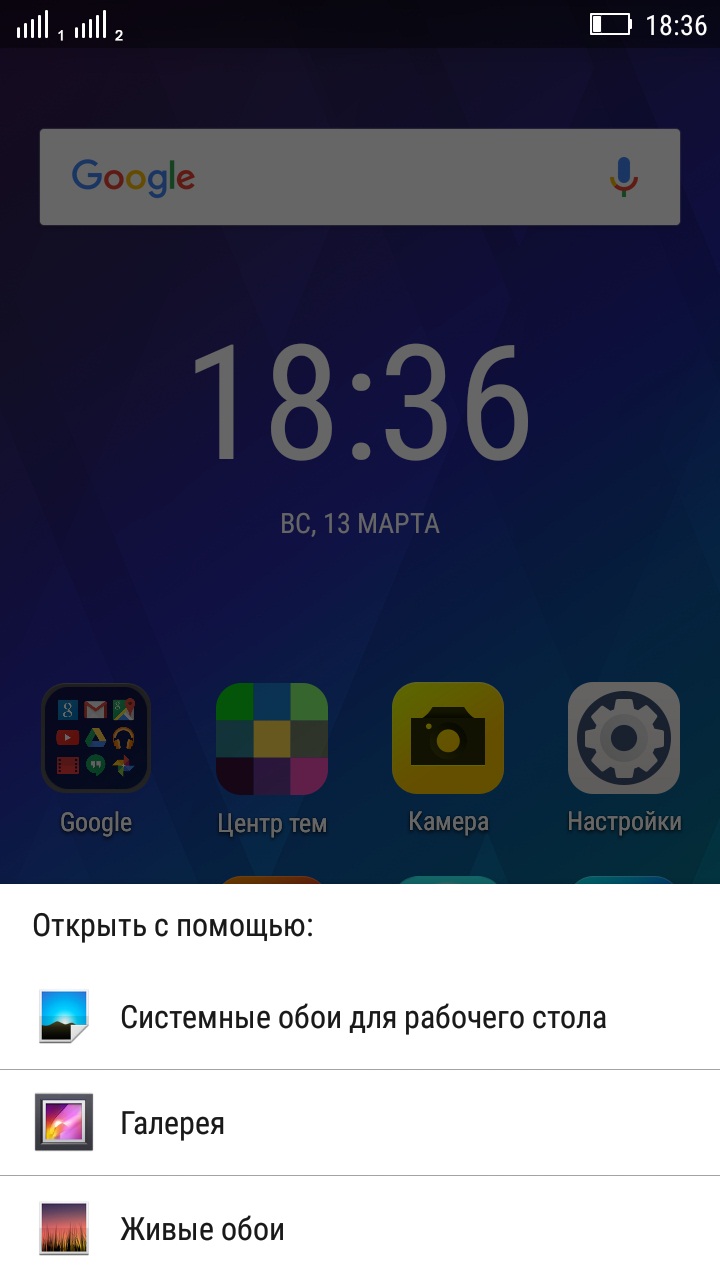 1 2 18:36
Google
18:36
ВС, 13 МАРТА
Google Центр тем Камера Настройки
Открыть с помощью:
Системные обои для рабочего стола
Галерея
Живые обои